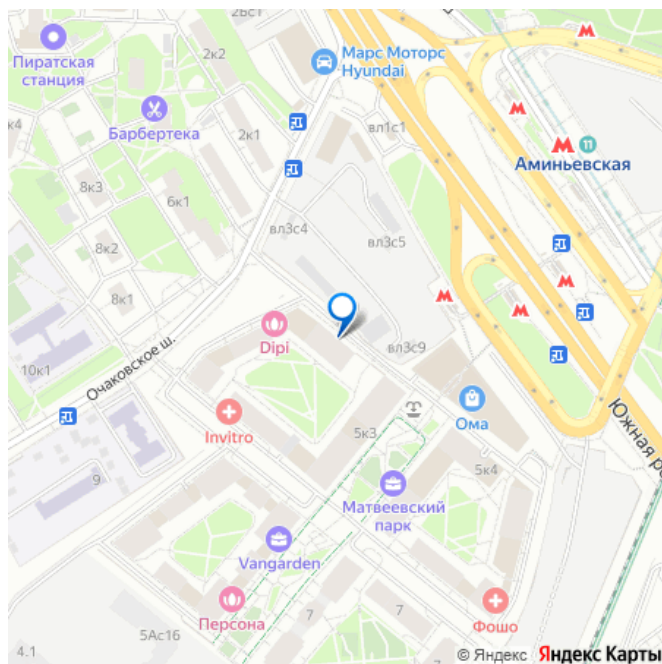 2вс1
Пиратская
станция
2к2
Марс Моторс
Hyundai
Барбертека
к4
2к1
вл1с1
11
Аминьевская
8к3
6к1
8к2
вл3с4
вл3с5
8к1
Dipi
вл3с9
10к1
Очаковское ш.
Ома
Invitro
5к3
5к4
Южная ро
9
Матвеевский
парк
Vangarden
Персона
7
7
Фошо
5Ас16
4.1
© Яндекс Яндекс Карты